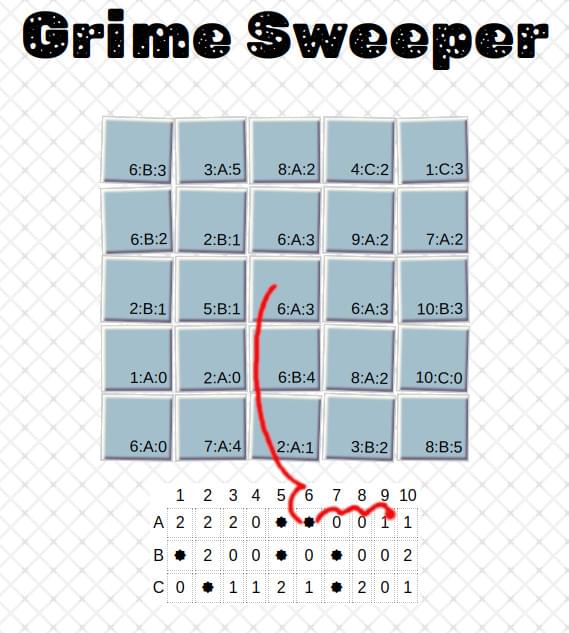 Grime Sweeper
6:B:3 3:A:5 8:A:2 4:C:2 1:C:3
6:B:2 2:B:1 6:A:3 9:A:2 7:A:2
2:B:1 5:B:1 6:A:3 6:A:3 10:B:3
1:A:0 2:A:0 6:B:4 8:A:2 10:C:0
6:A:0 7:A:4 2:A:1 3:B:2 8:B:5
1 2 3 4 5 6 7 8 9 10
A 2 2 2 0 ✹ ✹ 0 0 1 1
B ✹ 2 0 0 ✹ 0 ✹ 0 0 2
C 0 ✹ 1 1 2 1 ✹ 2 0 1